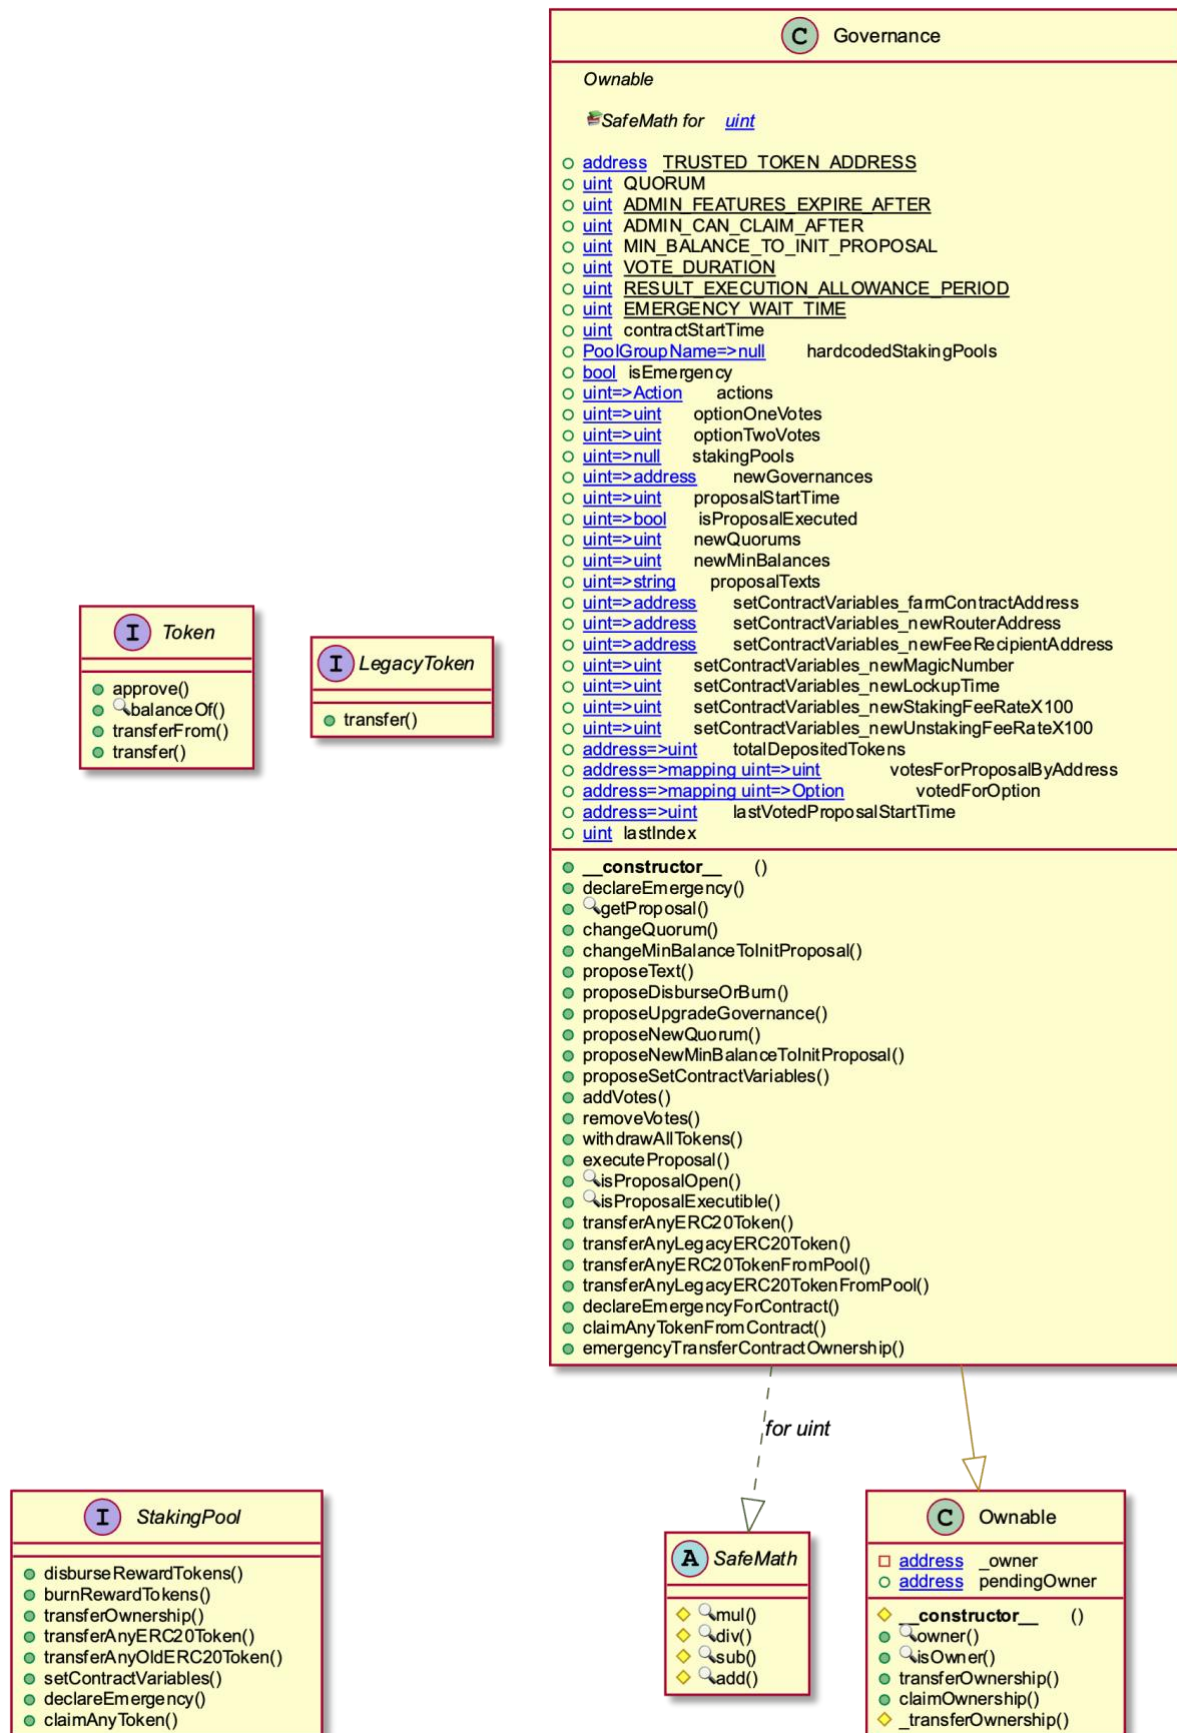 C Governance
Ownable
SafeMath for uint
address TRUSTED_TOKEN_ADDRESS
uint QUORUM
uint ADMIN_FEATURES_EXPIRE_AFTER
uint ADMIN_CAN_CLAIM_AFTER
uint MIN_BALANCE_TO_INIT_PROPOSAL
uint VOTE_DURATION
uint RESULT_EXECUTION_ALLOWANCE_PERIOD
uint EMERGENCY_WAIT_TIME
uint contractStartTime
PoolGroupName=>null hardcodedStakingPools
bool isEmergency
uint=>Action actions
uint=>uint optionOneVotes
uint=>uint optionTwoVotes
uint=>null stakingPools
uint=>address newGovernances
uint=>uint proposalStartTime
uint=>bool isProposalExecuted
uint=>uint newQuorums
uint=>uint newMinBalances
uint=>string proposalTexts
uint=>address setContractVariables_farmContractAddress
uint=>address setContractVariables_newRouterAddress
uint=>address setContractVariables_newFeeRecipientAddress
uint=>uint setContractVariables_newMagicNumber
uint=>uint setContractVariables_newLockupTime
uint=>uint setContractVariables_newStakingFeeRateX100
uint=>uint setContractVariables_newUnstakingFeeRateX100
address=>uint totalDepositedTokens
address=>mapping uint=>uint votesForProposalByAddress
address=>mapping uint=>Option votedForOption
address=>uint lastVotedProposalStartTime
uint lastIndex
__constructor__ ()
declareEmergency()
getProposal()
changeQuorum()
changeMinBalanceToInitProposal()
proposeText()
proposeDisburseOrBurn()
proposeUpgradeGovernance()
proposeNewQuorum()
proposeNewMinBalanceToInitProposal()
proposeSetContractVariables()
addVotes()
removeVotes()
withdrawAllTokens()
executeProposal()
isProposalOpen()
isProposalExecutible()
transferAnyERC20Token()
transferAnyLegacyERC20Token()
transferAnyERC20TokenFromPool()
transferAnyLegacyERC20TokenFromPool()
declareEmergencyForContract()
claimAnyTokenFromContract()
emergencyTransferContractOwnership()
I Token
approve()
balanceOf()
transferFrom()
transfer()
I LegacyToken
transfer()
for uint
I StakingPool
disburseRewardTokens()
burnRewardTokens()
transferOwnership()
transferAnyERC20Token()
transferAnyOldERC20Token()
setContractVariables()
declareEmergency()
claimAnyToken()
A SafeMath
mul()
div()
sub()
add()
C Ownable
address _owner
address pendingOwner
__constructor__ ()
owner()
isOwner()
transferOwnership()
claimOwnership()
_transferOwnership()